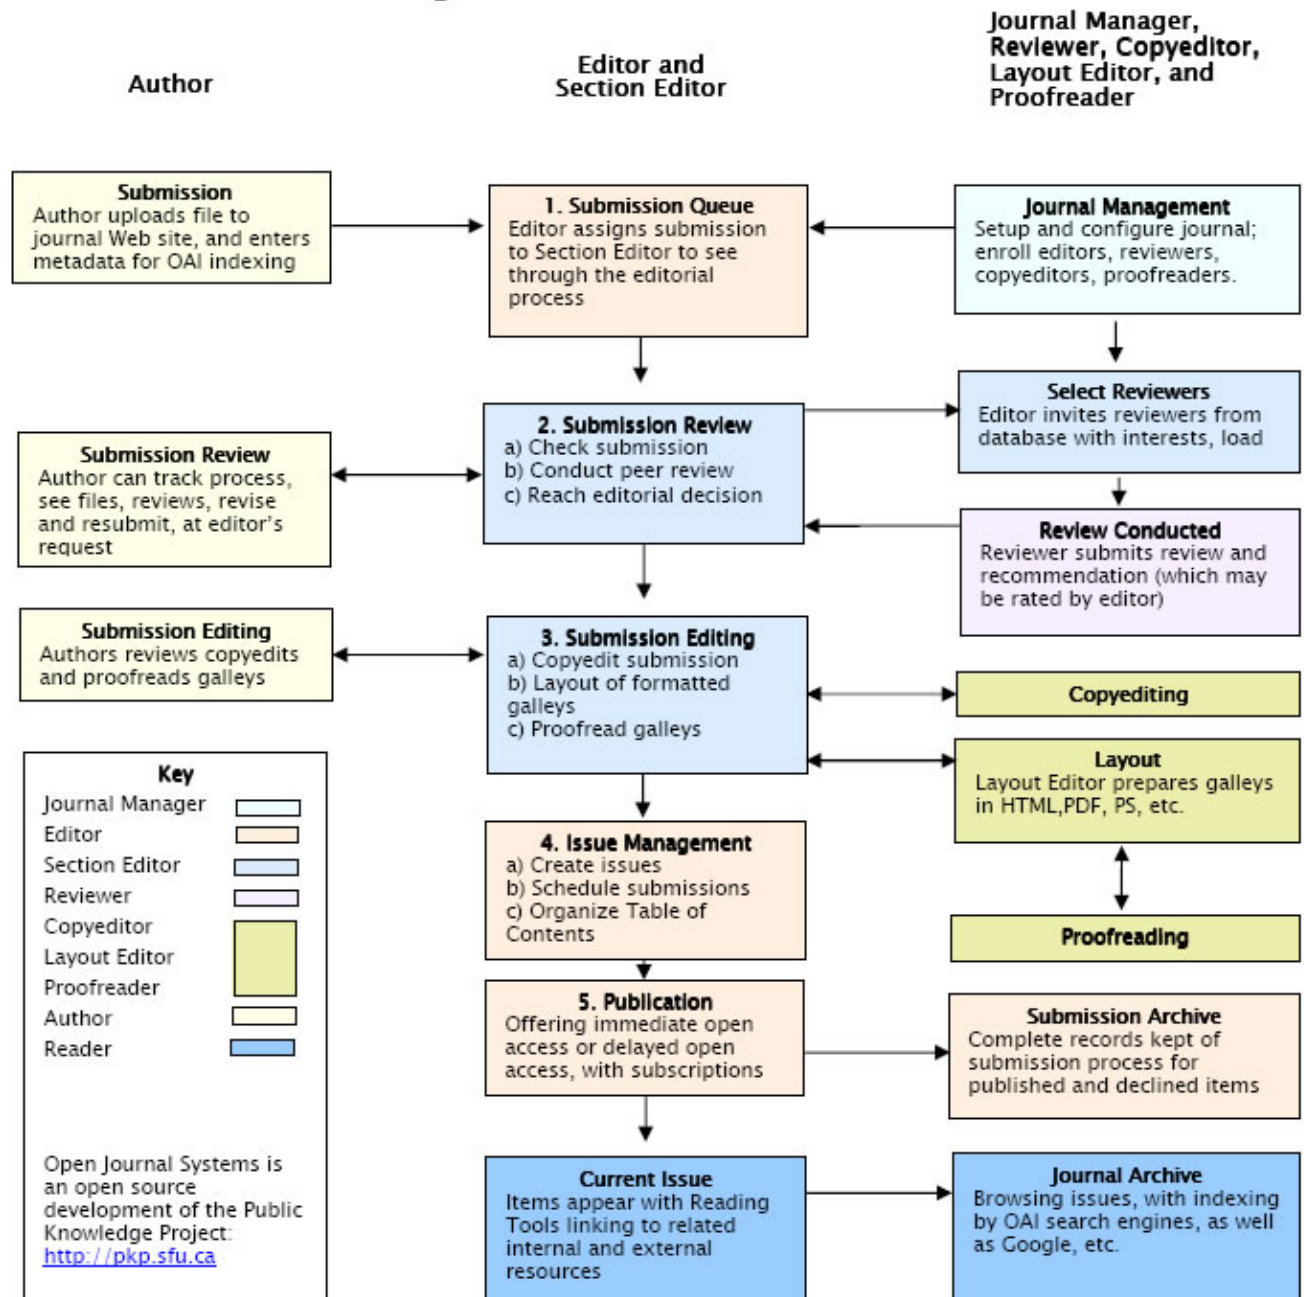 Author
Editor and
Section Editor
Journal Manager,
Reviewer, Copyeditor,
Layout Editor, and
Proofreader
Submission
Author uploads file to
journal Web site, and enters
metadata for OAI indexing
1. Submission Queue
Editor assigns submission
to Section Editor to see
through the editorial
process
Journal Management
Setup and configure journal;
enroll editors, reviewers,
copyeditors, proofreaders.
Submission Review
Author can track process,
see files, reviews, revise
and resubmit, at editor's
request
2. Submission Review
a) Check submission
b) Conduct peer review
c) Reach editorial decision
Select Reviewers
Editor invites reviewers from
database with interests, load
Review Conducted
Reviewer submits review and
recommendation (which may
be rated by editor)
Submission Editing
Authors reviews copyedits
and proofreads galleys
3. Submission Editing
a) Copyedit submission
b) Layout of formatted
galleys
c) Proofread galleys
Copyediting
Layout
Layout Editor prepares galleys
in HTML,PDF, PS, etc.
Proofreading
Key
Journal Manager
Editor
Section Editor
Reviewer
Copyeditor
Layout Editor
Proofreader
Author
Reader
Open Journal Systems is
an open source
development of the Public
Knowledge Project:
http://pkp.sfu.ca
4. Issue Management
a) Create issues
b) Schedule submissions
c) Organize Table of
Contents
5. Publication
Offering immediate open
access or delayed open
access, with subscriptions
Submission Archive
Complete records kept of
submission process for
published and declined items
Current Issue
Items appear with Reading
Tools linking to related
internal and external
resources
Journal Archive
Browsing issues, with indexing
by OAI search engines, as well
as Google, etc.